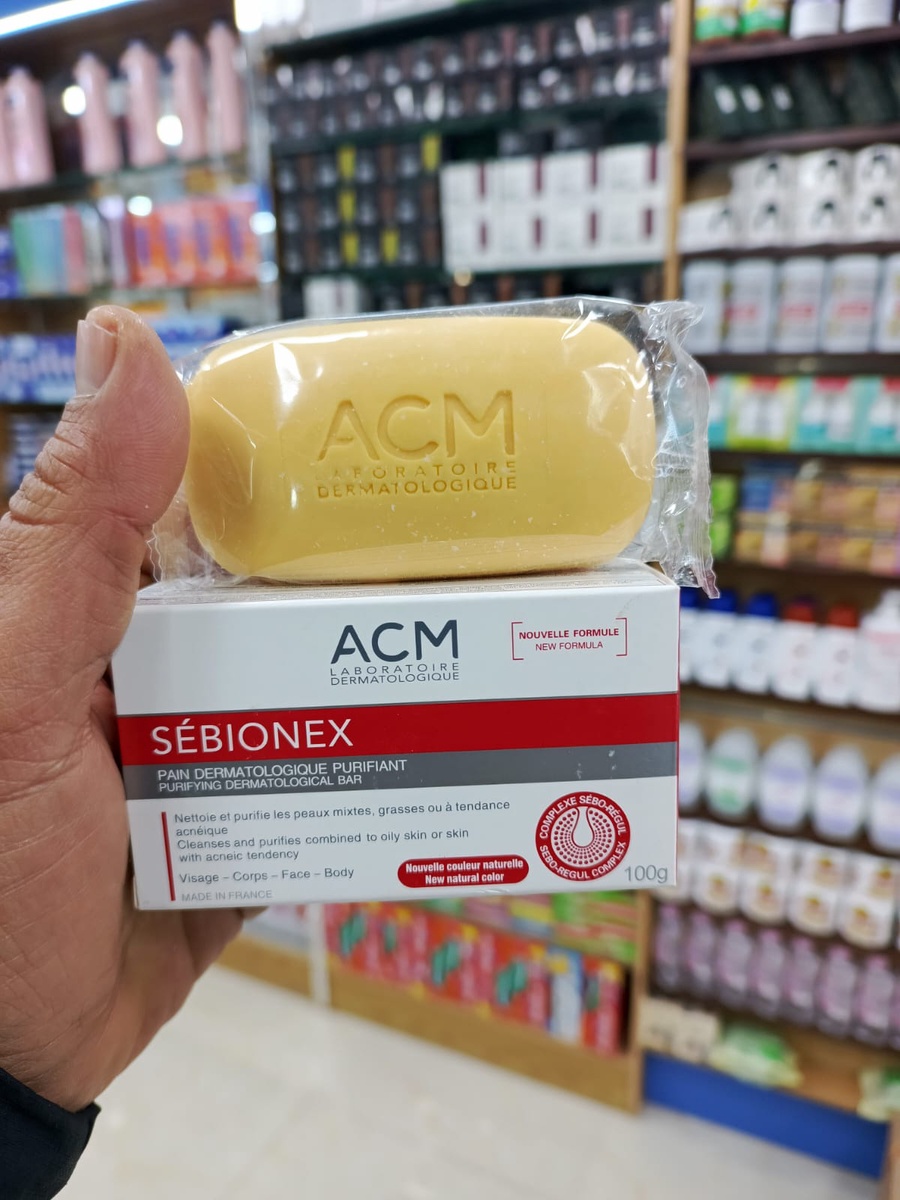 ACM
LABORATOIRE
DERMATOLOGIQUE
ACM
LABORATOIRE
DERMATOLOGIQUE
[NOUVELLE FORMULE
NEW FORMULA]
SÉBIONEX
PAIN DERMATOLOGIQUE PURIFIANT
PURIFYING DERMATOLOGICAL BAR
Nettoie et purifie les peaux mixtes, grasses ou à tendance
acnéique
Cleanses and purifies combined to oily skin or skin
with acneic tendency
Visage – Corps – Face – Body
MADE IN FRANCE
Nouvelle couleur naturelle
New natural color
COMPLEXE SÉBO-RÉGUL
SEBO-REGUL COMPLEX
100g